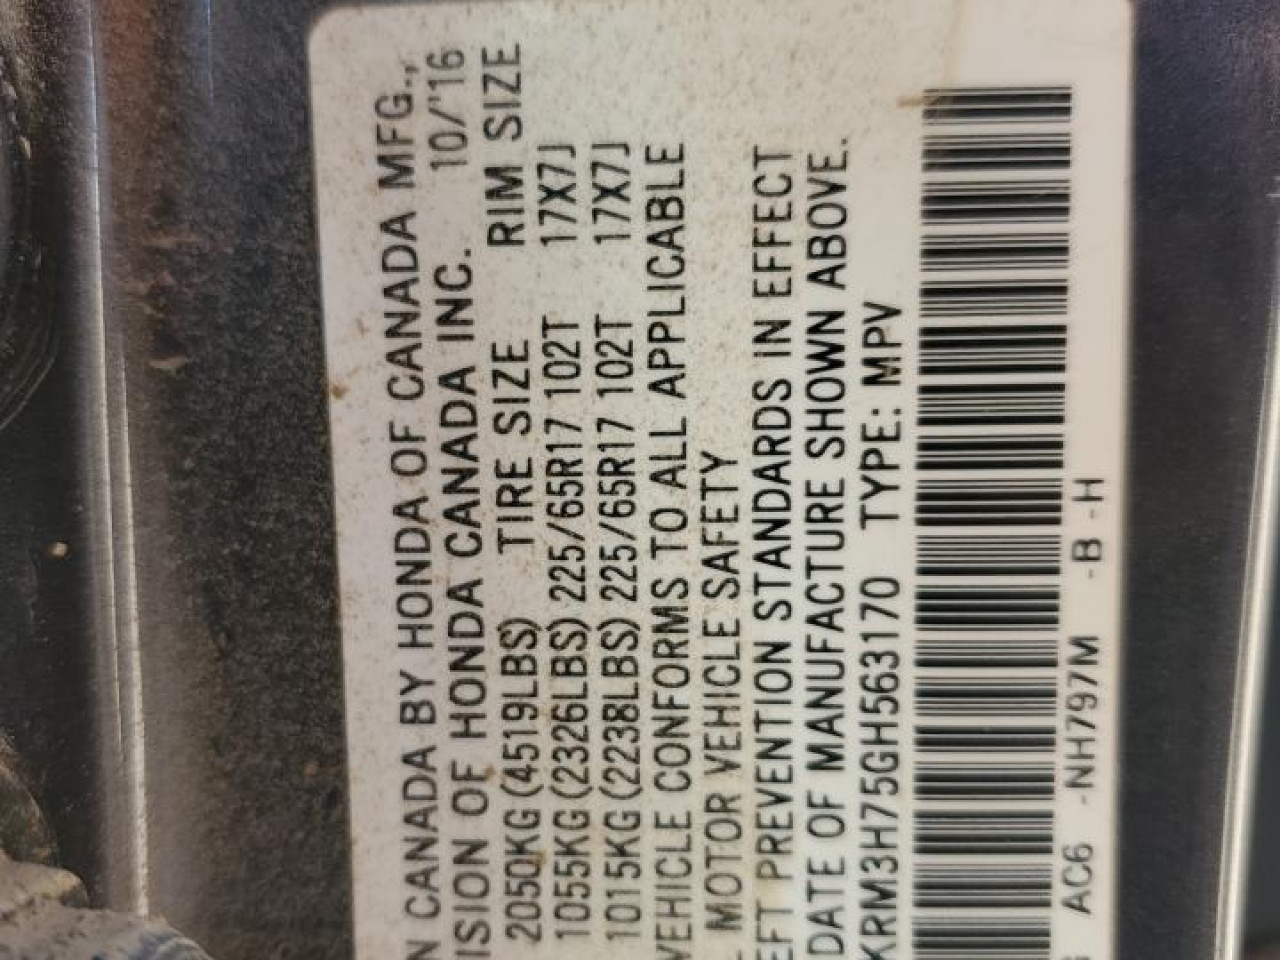 N CANADA BY HONDA OF CANADA MFG.,
ISION OF HONDA CANADA INC. 10/'16
2050KG(4519LBS) TIRE SIZE RIM SIZE
1055KG(2326LBS) 225/65R17 102T 17X7J
1015KG(2238LBS) 225/65R17 102T 17X7J
VEHICLE CONFORMS TO ALL APPLICABLE
MOTOR VEHICLE SAFETY
EFT PREVENTION STANDARDS IN EFFECT
DATE OF MANUFACTURE SHOWN ABOVE.
KRM3H75GH563170 TYPE: MPV
AC6 -NH797M -B -H